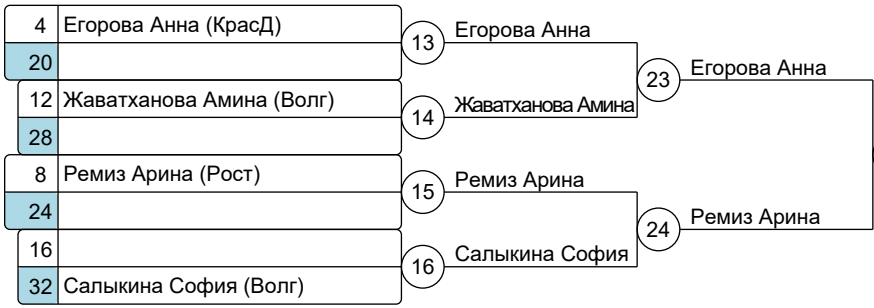 4 Егорова Анна (КрасД)
20
13 Егорова Анна
12 Жаватханова Амина (Волг)
28
14 Жаватханова Амина
23 Егорова Анна
8 Ремиз Арина (Рост)
24
15 Ремиз Арина
16
32 Салыкина София (Волг)
16 Салыкина София
24 Ремиз Арина